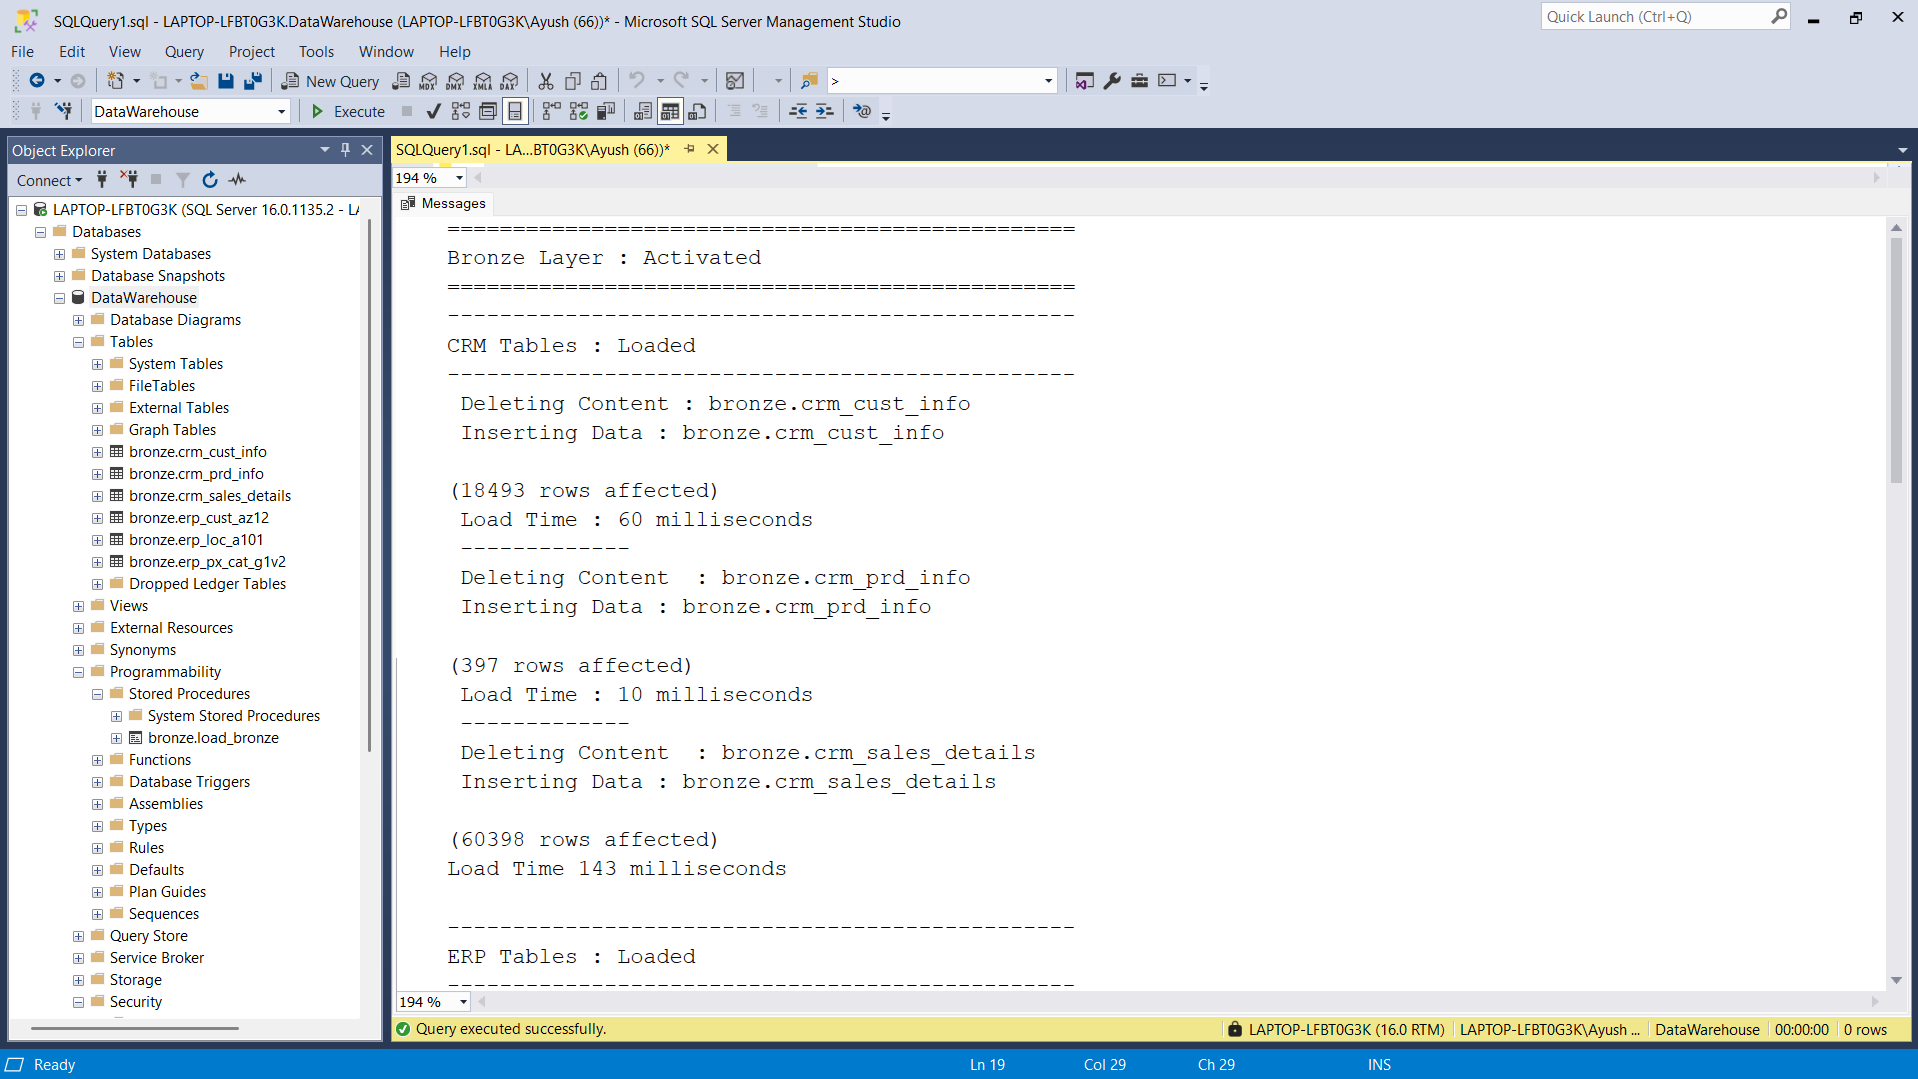 SQLQuery1.sql - LAPTOP-LFBT0G3K.DataWarehouse (LAPTOP-LFBT0G3K\Ayush (66))* - Microsoft SQL Server Management Studio
Quick Launch (Ctrl+Q)
File Edit View Query Project Tools Window Help
New Query MDX DMX XMLA DAX >
DataWarehouse Execute
Object Explorer
Connect
LAPTOP-LFBT0G3K (SQL Server 16.0.1135.2 - LA
Databases
System Databases
Database Snapshots
DataWarehouse
Database Diagrams
Tables
System Tables
FileTables
External Tables
Graph Tables
bronze.crm_cust_info
bronze.crm_prd_info
bronze.crm_sales_details
bronze.erp_cust_az12
bronze.erp_loc_a101
bronze.erp_px_cat_g1v2
Dropped Ledger Tables
Views
External Resources
Synonyms
Programmability
Stored Procedures
System Stored Procedures
bronze.load_bronze
Functions
Database Triggers
Assemblies
Types
Rules
Defaults
Plan Guides
Sequences
Query Store
Service Broker
Storage
Security
SQLQuery1.sql - LA...BT0G3K\Ayush (66))*
194 %
Messages
================================================
Bronze Layer : Activated
================================================
------------------------------------------------
CRM Tables : Loaded
------------------------------------------------
Deleting Content : bronze.crm_cust_info
Inserting Data : bronze.crm_cust_info
(18493 rows affected)
Load Time : 60 milliseconds
-------------
Deleting Content  : bronze.crm_prd_info
Inserting Data : bronze.crm_prd_info
(397 rows affected)
Load Time : 10 milliseconds
-------------
Deleting Content  : bronze.crm_sales_details
Inserting Data : bronze.crm_sales_details
(60398 rows affected)
Load Time 143 milliseconds
------------------------------------------------
ERP Tables : Loaded
------------------------------------------------
194 %
Query executed successfully.
LAPTOP-LFBT0G3K (16.0 RTM) LAPTOP-LFBT0G3K\Ayush ... DataWarehouse 00:00:00 0 rows
Ready Ln 19 Col 29 Ch 29 INS